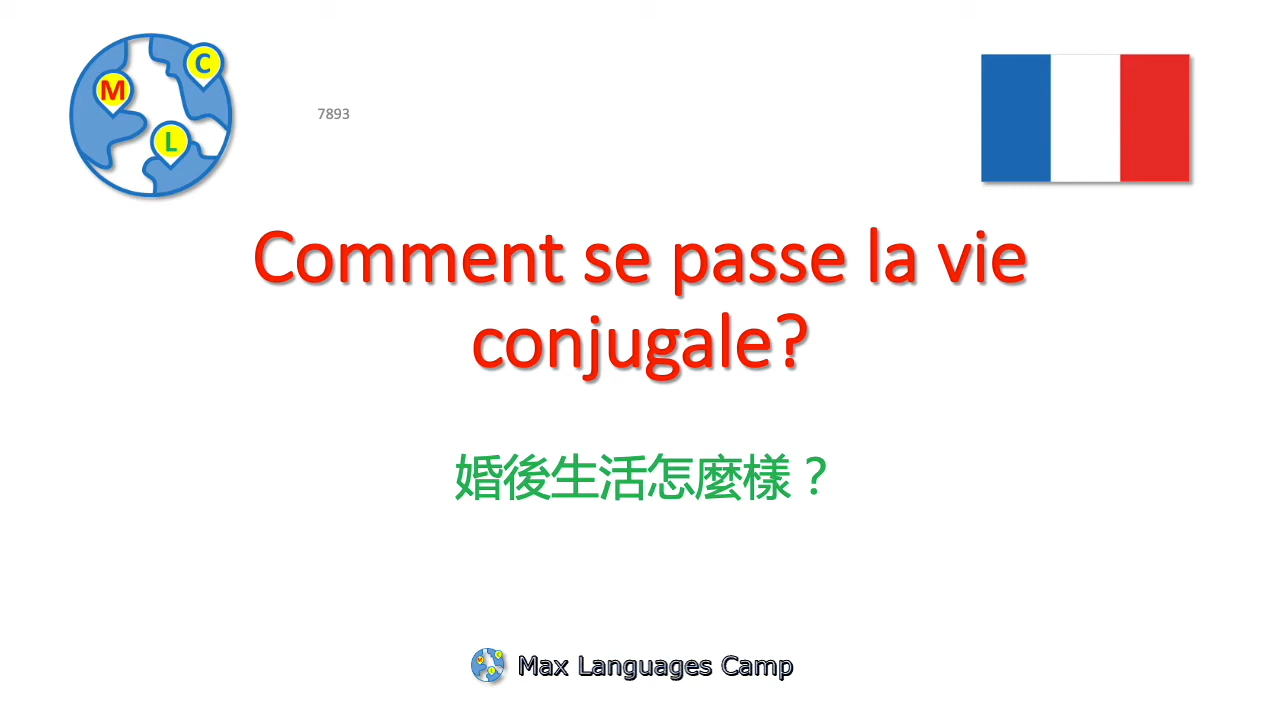 C
M
L
7893
Comment se passe la vie
conjugale?
婚後生活怎麼樣？
Max Languages Camp